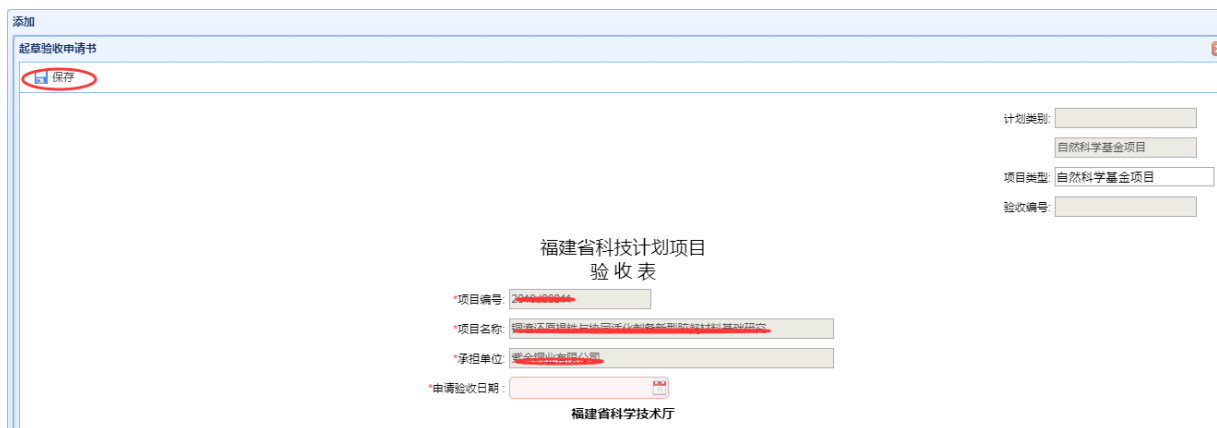 添加
起草验收申请书
保存
计划类别:
自然科学基金项目
项目类型: 自然科学基金项目
验收编号:
福建省科技计划项目
验 收 表
*项目编号:
*项目名称:
*承担单位:
*申请验收日期 :
福建省科学技术厅